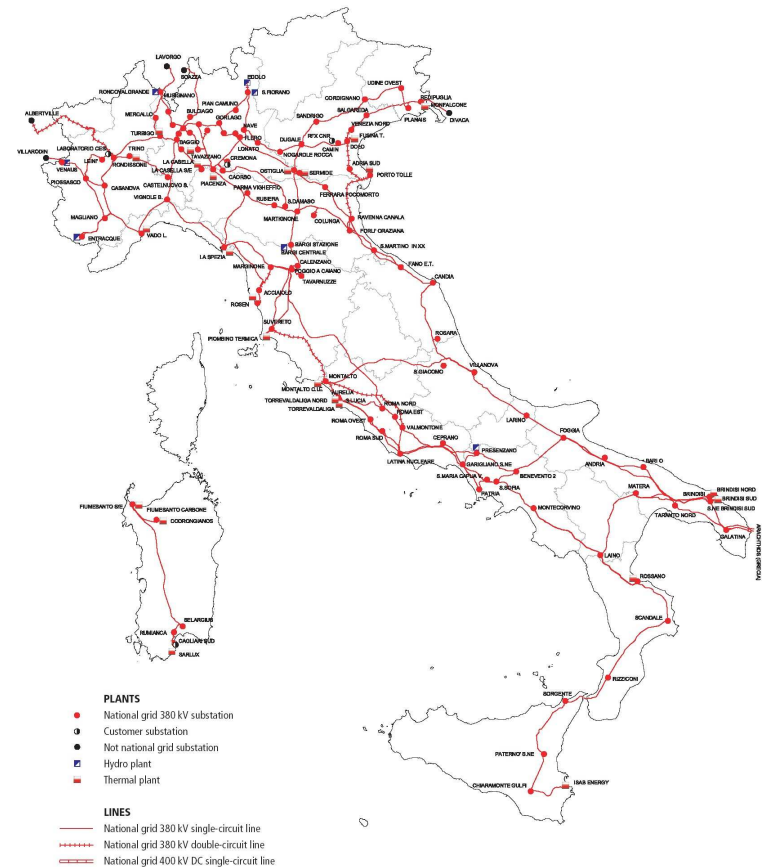 LAVORGO
SOAZZA
EDOLO
RONCOVALGRANDE
MUSIGNANO
S. FIORANO
UDINE OVEST
ALBERTVILLE
MERCALLO
PIAN CAMUNO
CORDIGNANO
REDIPUGLIA
BULCIAGO
GORLAGO
SANDRIGO
SALGAREDA
MONFALCONE
PLANAIS
DIVACA
VENEZIA NORD
TURBIGO
NAVE
FLERO
DUGALE
RFX CNR
FUSINA T.
LABORATORIO CESI
BAGGIO
LONATO
CAMIN
DOLO
VILLARODIN
LEINI'
TRINO
TAVAZZANO
CREMONA
NOGAROLE ROCCA
VENAUS
RONDISSONE
LA CASELLA
OSTIGLIA
SERMIDE
ADRIA SUD
PORTO TOLLE
PIOSSASCO
LA CASELLA S/E
PIACENZA
CAORSO
CASANOVA
CASTELNUOVO S.
PARMA VIGHEFFIO
FERRARA FOCOMORTO
VIGNOLE B.
RUBIERA
S.DAMASO
MAGLIANO
MARTIGNONE
COLUNGA
RAVENNA CANALA
ENTRACQUE
VADO L.
FORLI' ORAZIANA
BARGI STAZIONE
BARGI CENTRALE
S.MARTINO IN XX
LA SPEZIA
MARGINONE
CALENZANO
POGGIO A CAIANO
TAVARNUZZE
FANO E.T.
CANDIA
ACCIAIOLO
ROSEN
SUVERETO
PIOMBINO TERMICA
ROSARA
MONTALTO
S.GIACOMO
VILLANOVA
MONTALTO C.LE
AURELIA
TORREVALDALIGA NORD
S.LUCIA
TORREVALDALIGA
ROMA NORD
ROMA EST
ROMA OVEST
VALMONTONE
LARINO
ROMA SUD
CEPRANO
PRESENZANO
FOGGIA
LATINA NUCLEARE
GARIGLIANO S.NE
ANDRIA
BARI O
S.MARIA CAPUA V.
BENEVENTO 2
S.SOFIA
PATRIA
MATERA
BRINDISI
BRINDISI NORD
BRINDISI SUD
S.NE BRINDISI SUD
FIUMESANTO S/E
FIUMESANTO CARBONE
CODRONGIANOS
MONTECORVINO
TARANTO NORD
GALATINA
ARACHTHOS (GRECIA)
LAINO
ROSSANO
SCANDALE
SELARGIUS
RUMIANCA
CAGLIARI SUD
SARLUX
RIZZICONI
SORGENTE
PATERNO' S.NE
CHIARAMONTE GULFI
ISAB ENERGY
PLANTS
National grid 380 kV substation
Customer substation
Not national grid substation
Hydro plant
Thermal plant
LINES
National grid 380 kV single-circuit line
National grid 380 kV double-circuit line
National grid 400 kV DC single-circuit line